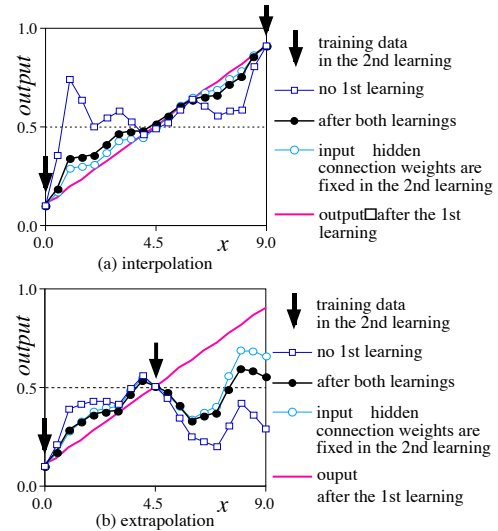 1.0
0.5
0.0
output
0.0
4.5
9.0
x
(a) interpolation
training data
in the 2nd learning
no 1st learning
after both learnings
input hidden
connection weights are
fixed in the 2nd learning
output□after the 1st
learning
1.0
0.5
0.0
output
0.0
4.5
9.0
x
(b) extrapolation
training data
in the 2nd learning
no 1st learning
after both learnings
input hidden
connection weights are
fixed in the 2nd learning
ouput
after the 1st learning